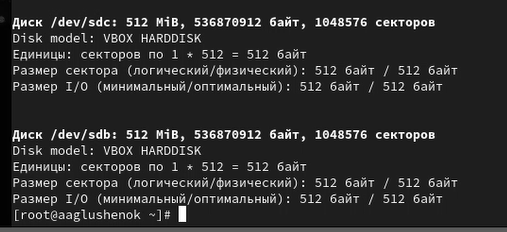 Диск /dev/sdc: 512 MiB, 536870912 байт, 1048576 секторов
Disk model: VBOX HARDDISK
Единицы: секторов по 1 * 512 = 512 байт
Размер сектора (логический/физический): 512 байт / 512 байт
Размер I/O (минимальный/оптимальный): 512 байт / 512 байт
Диск /dev/sdb: 512 MiB, 536870912 байт, 1048576 секторов
Disk model: VBOX HARDDISK
Единицы: секторов по 1 * 512 = 512 байт
Размер сектора (логический/физический): 512 байт / 512 байт
Размер I/O (минимальный/оптимальный): 512 байт / 512 байт
[root@aaglushenok ~]#